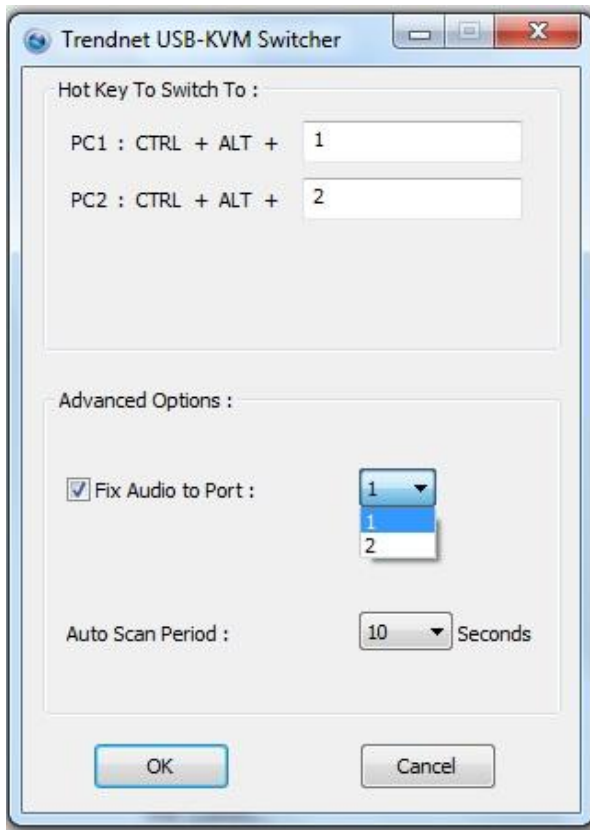 Trendnet USB-KVM Switcher
Hot Key To Switch To :
PC1 : CTRL + ALT + 1
PC2 : CTRL + ALT + 2
Advanced Options :
Fix Audio to Port : 1
1
2
Auto Scan Period : 10 Seconds
OK Cancel